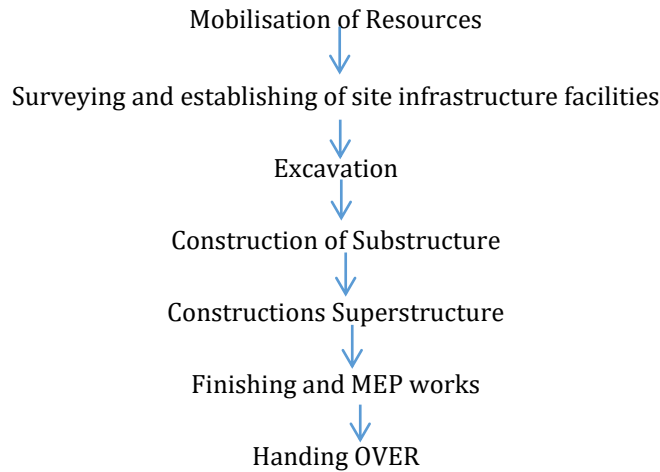 Mobilisation of Resources
Surveying and establishing of site infrastructure facilities
Excavation
Construction of Substructure
Constructions Superstructure
Finishing and MEP works
Handing OVER